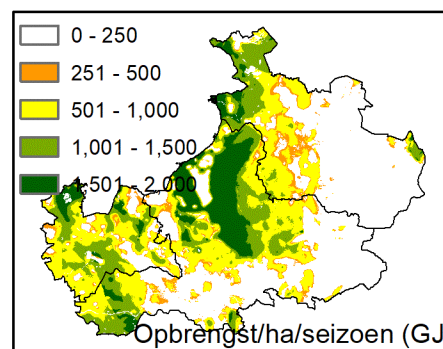 0 - 250
251 - 500
501 - 1,000
1,001 - 1,500
1,501 - 2,000
Opbrengst/ha/seizoen (GJ